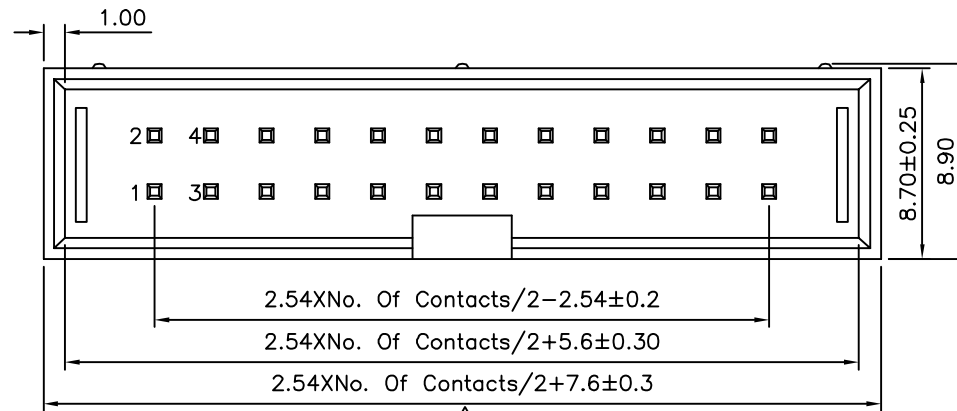 1.00
2 4
1 3
8.70±0.25
8.90
2.54XNo. Of Contacts/2−2.54±0.2
2.54XNo. Of Contacts/2+5.6±0.30
2.54XNo. Of Contacts/2+7.6±0.3